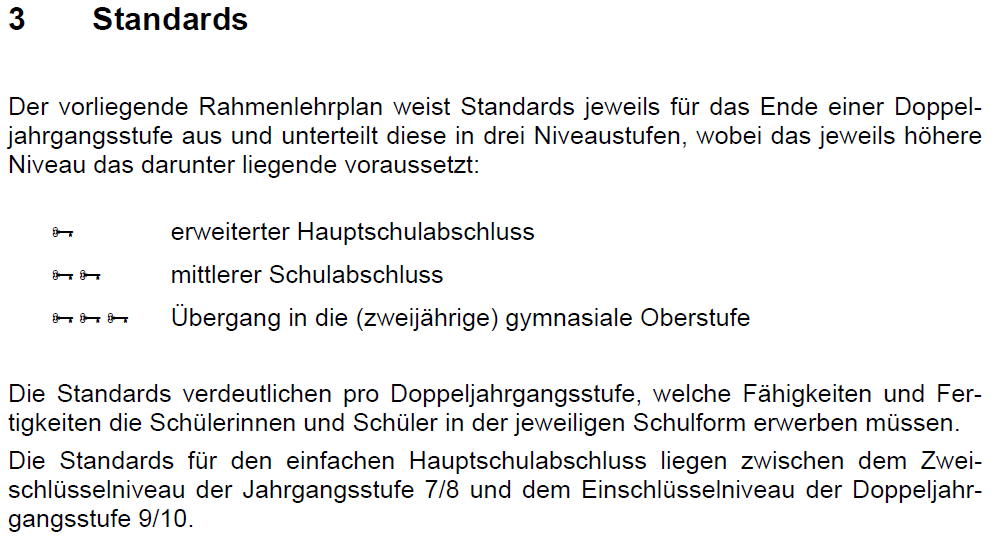 3 Standards
Der vorliegende Rahmenlehrplan weist Standards jeweils für das Ende einer Doppel-
jahrgangsstufe aus und unterteilt diese in drei Niveaustufen, wobei das jeweils höhere
Niveau das darunter liegende voraussetzt:
erweiterter Hauptschulabschluss
mittlerer Schulabschluss
Übergang in die (zweijährige) gymnasiale Oberstufe
Die Standards verdeutlichen pro Doppeljahrgangsstufe, welche Fähigkeiten und Fer-
tigkeiten die Schülerinnen und Schüler in der jeweiligen Schulform erwerben müssen.
Die Standards für den einfachen Hauptschulabschluss liegen zwischen dem Zwei-
schlüsselniveau der Jahrgangsstufe 7/8 und dem Einschlüsselniveau der Doppeljahr-
gangsstufe 9/10.